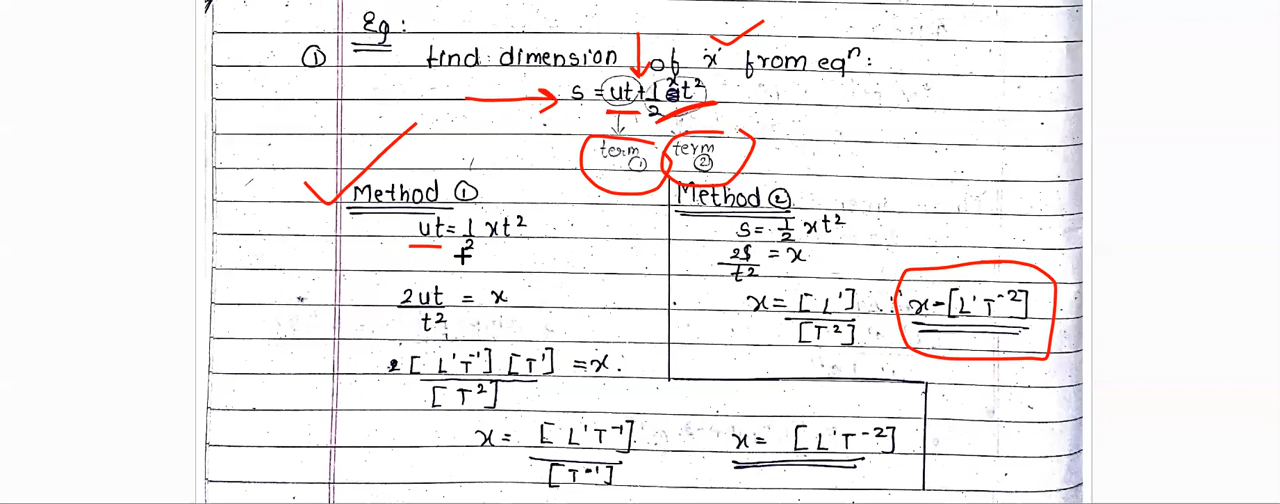 Eg:
① find dimension of x from eqⁿ:
s = ut + 1/2 xt²
term ① term ②
Method ①
ut = 1/2 xt²
2ut/t² = x
2[L¹T⁻¹][T¹]/[T²] = x.
x = [L¹T⁻¹]/[T⁻¹]
x = [L¹T⁻²]
Method ②
s = 1/2 xt²
2s/t² = x
x = [L¹]/[T²] ∴ x = [L¹T⁻²]